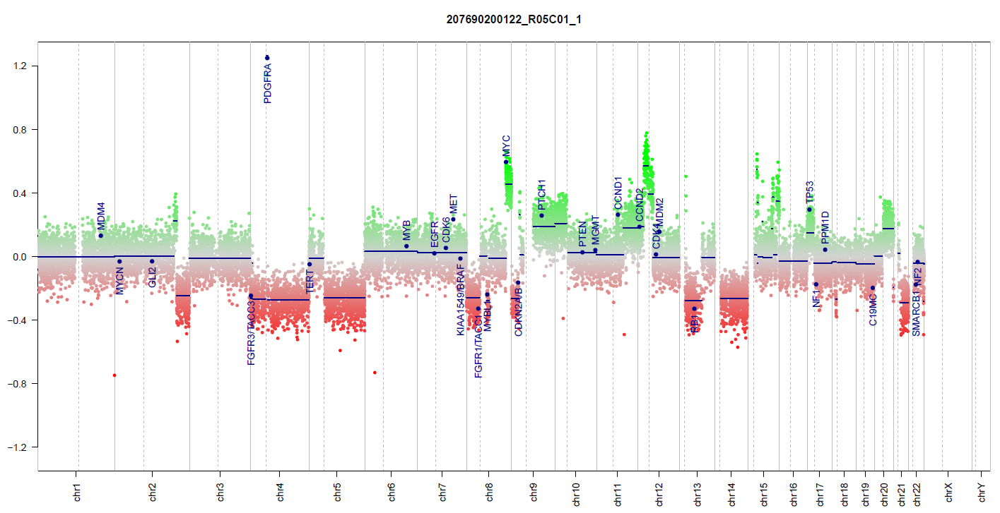 207690200122_R05C01_1
1.2
0.8
0.4
0.0
−0.4
−0.8
−1.2
MDM4
MYCN
GLI2
FGFR3/TACC3
PDGFRA
TERT
MYB
EGFR
CDK6
MET
KIAA1549/BRAF
FGFR1/TACC1
MYBL1
MYC
CDKN2A/B
PTCH1
PTEN
MGMT
CCND1
CCND2
CDK4
MDM2
RB1
TP53
NF1
PPM1D
C19MC
SMARCB1
NF2
chr1
chr2
chr3
chr4
chr5
chr6
chr7
chr8
chr9
chr10
chr11
chr12
chr13
chr14
chr15
chr16
chr17
chr18
chr19
chr20
chr21
chr22
chrX
chrY